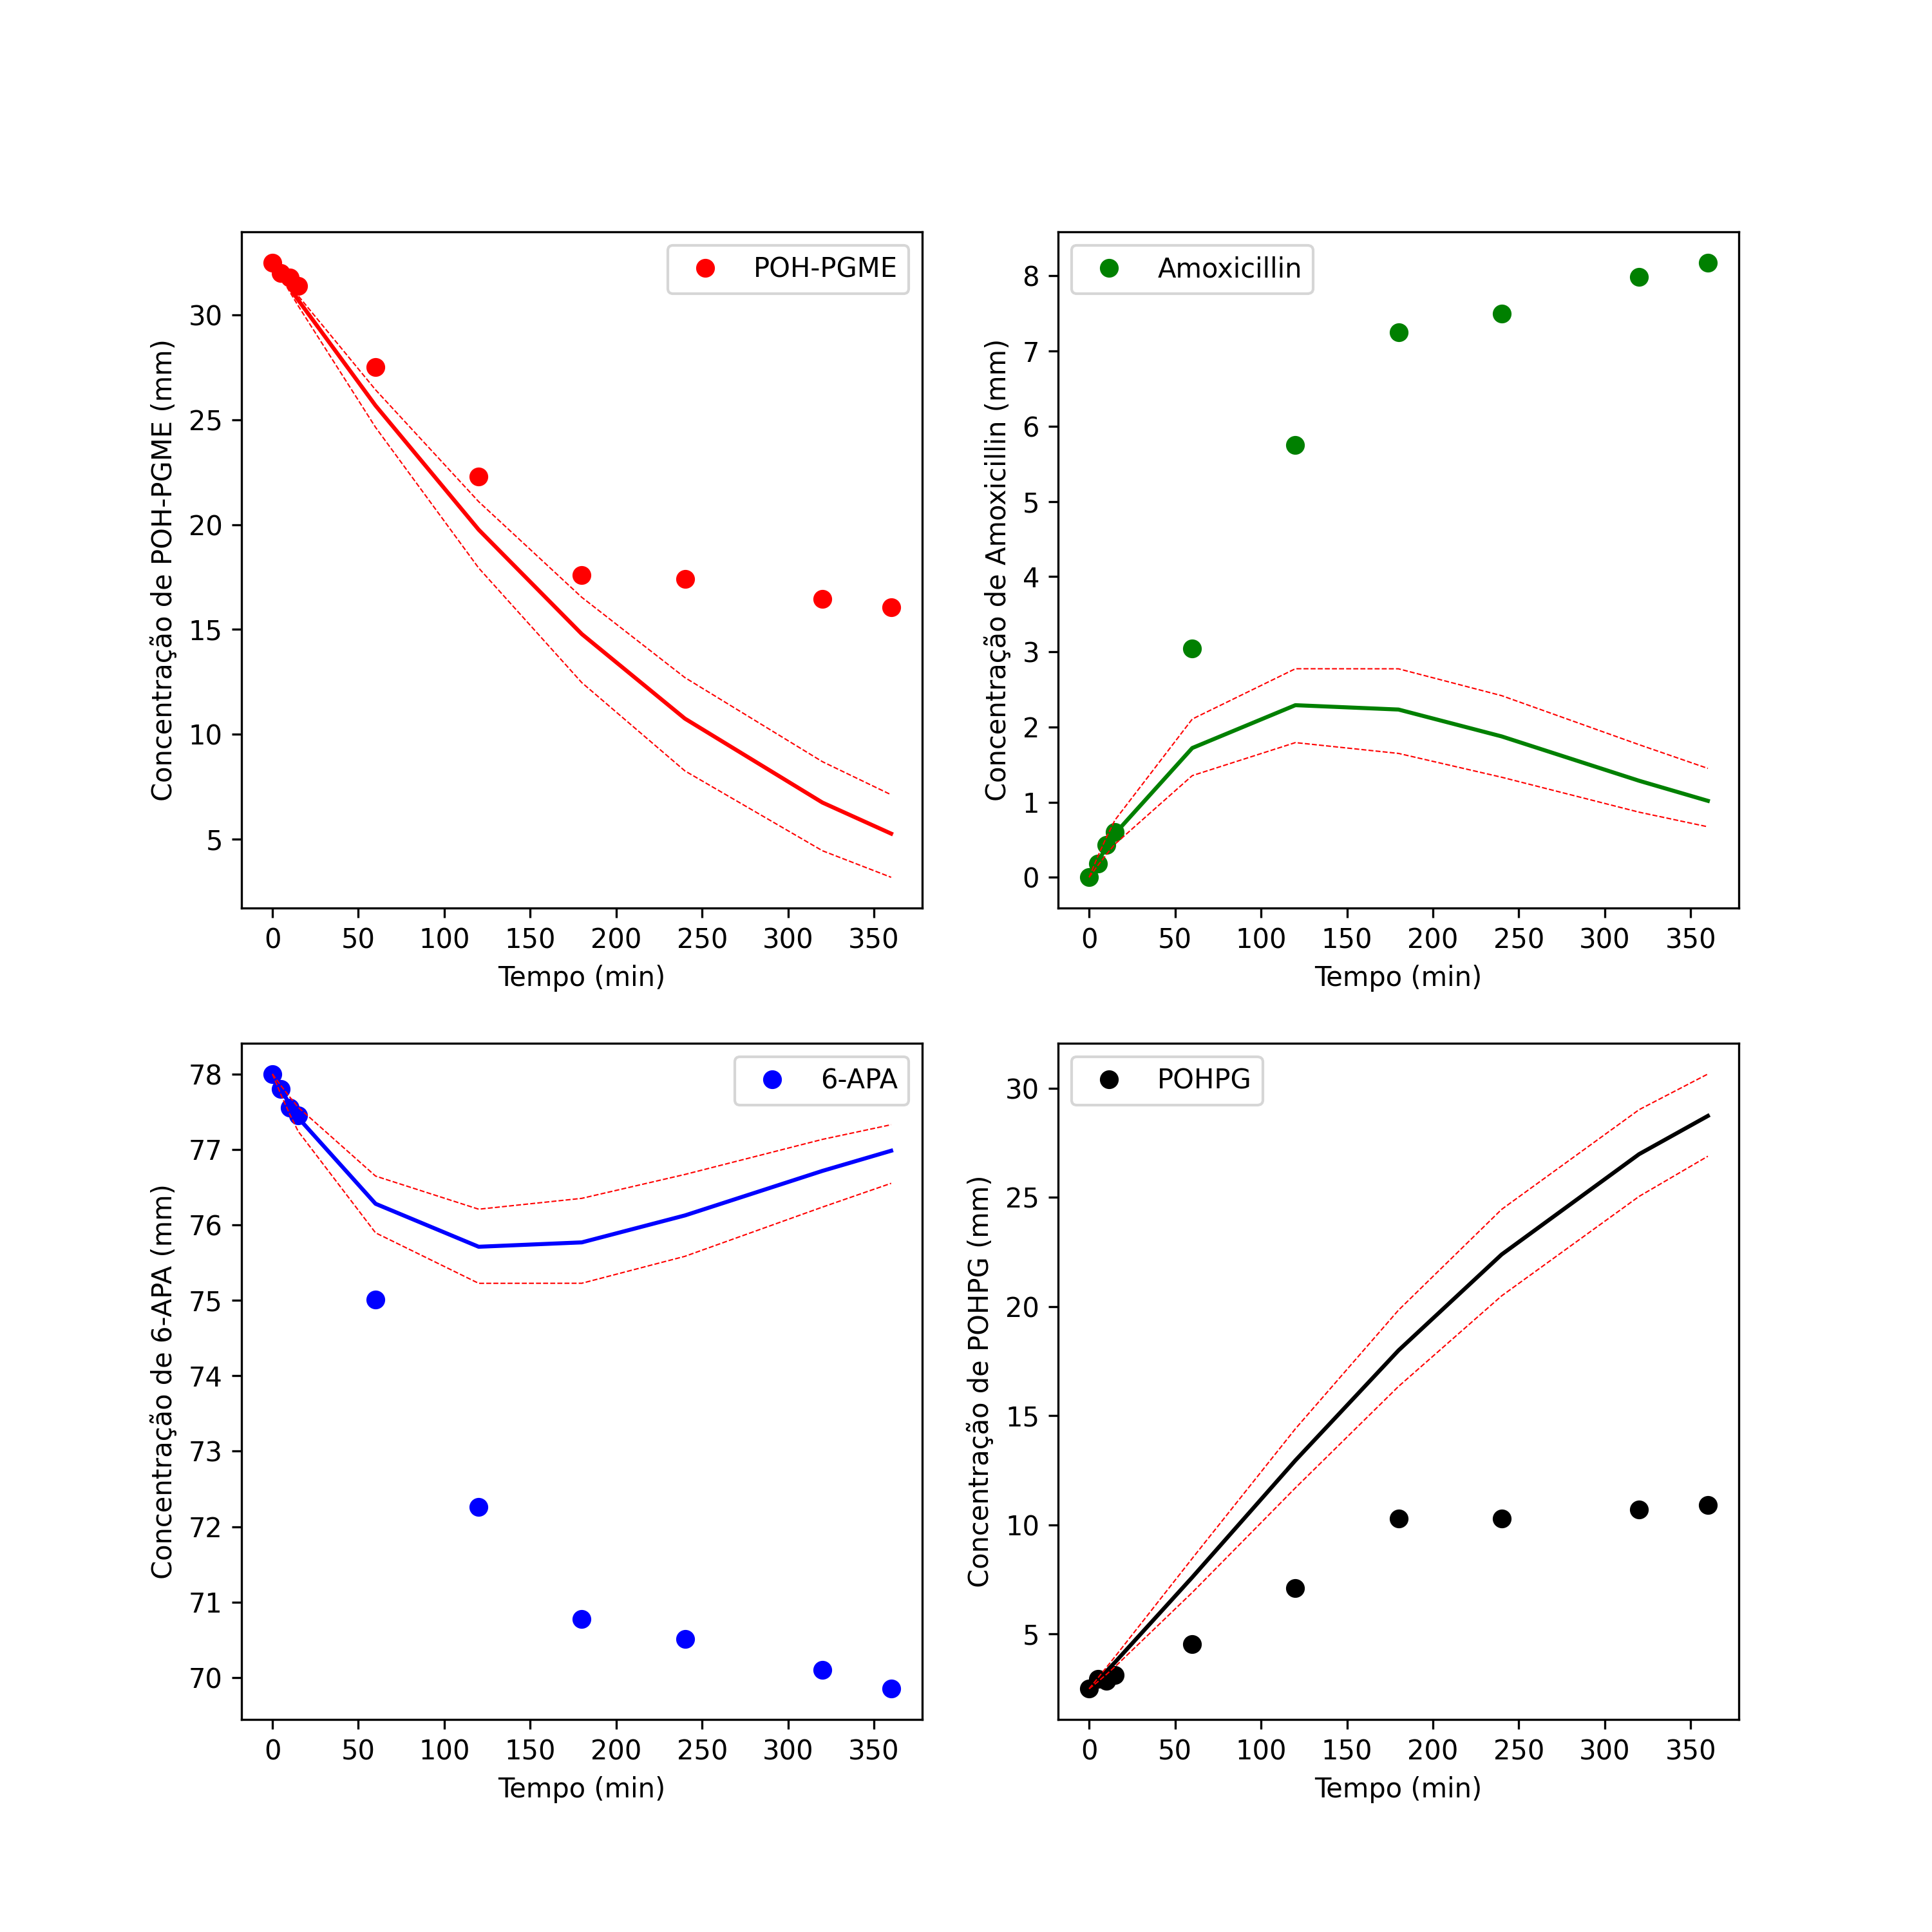 POH-PGME
Concentração de POH-PGME (mm)
30
25
20
15
10
5
0 50 100 150 200 250 300 350
Tempo (min)
Amoxicillin
Concentração de Amoxicillin (mm)
8
7
6
5
4
3
2
1
0
0 50 100 150 200 250 300 350
Tempo (min)
6-APA
Concentração de 6-APA (mm)
78
77
76
75
74
73
72
71
70
0 50 100 150 200 250 300 350
Tempo (min)
POHPG
Concentração de POHPG (mm)
30
25
20
15
10
5
0 50 100 150 200 250 300 350
Tempo (min)